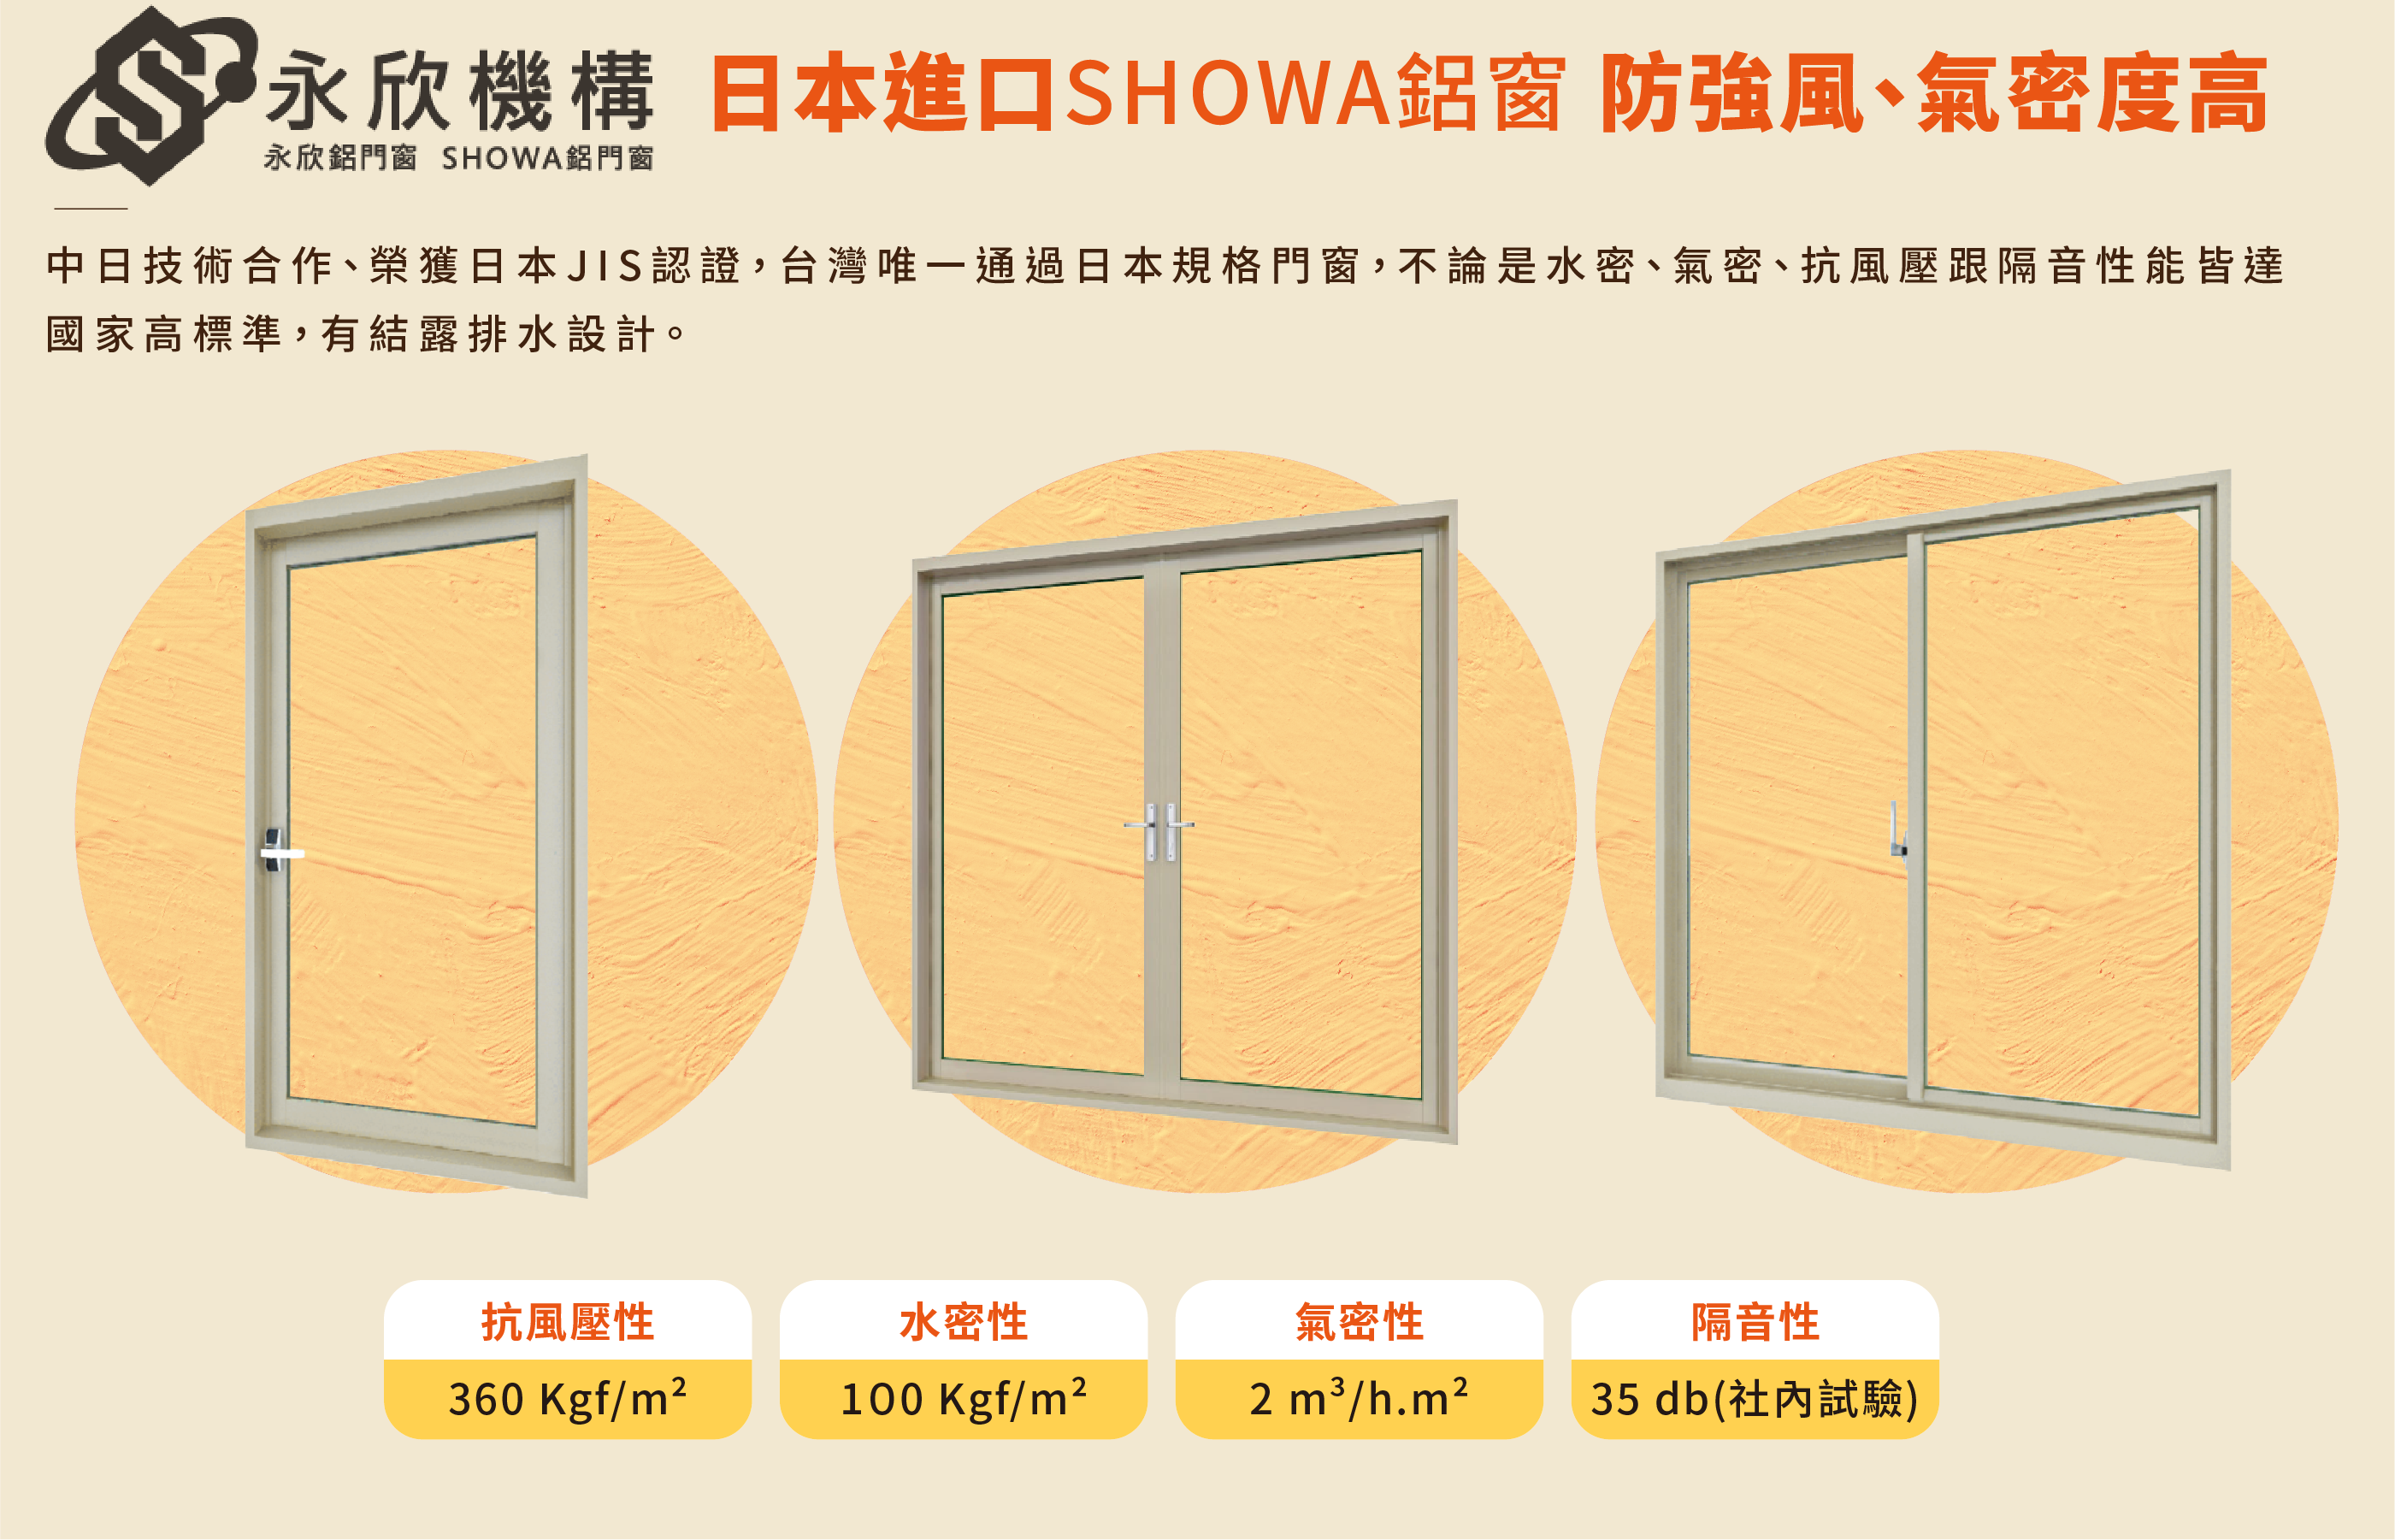 永欣機構
永欣鋁門窗 SHOWA鋁門窗
日本進口SHOWA鋁窗 防強風、氣密度高
中日技術合作、榮獲日本JIS認證，台灣唯一通過日本規格門窗，不論是水密、氣密、抗風壓跟隔音性能皆達
國家高標準，有結露排水設計。
抗風壓性
360 Kgf/m²
水密性
100 Kgf/m²
氣密性
2 m³/h.m²
隔音性
35 db(社內試驗)